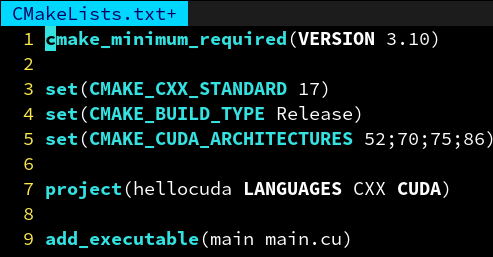 CMakeLists.txt+
1 cmake_minimum_required(VERSION 3.10)
2
3 set(CMAKE_CXX_STANDARD 17)
4 set(CMAKE_BUILD_TYPE Release)
5 set(CMAKE_CUDA_ARCHITECTURES 52;70;75;86)
6
7 project(hellocuda LANGUAGES CXX CUDA)
8
9 add_executable(main main.cu)